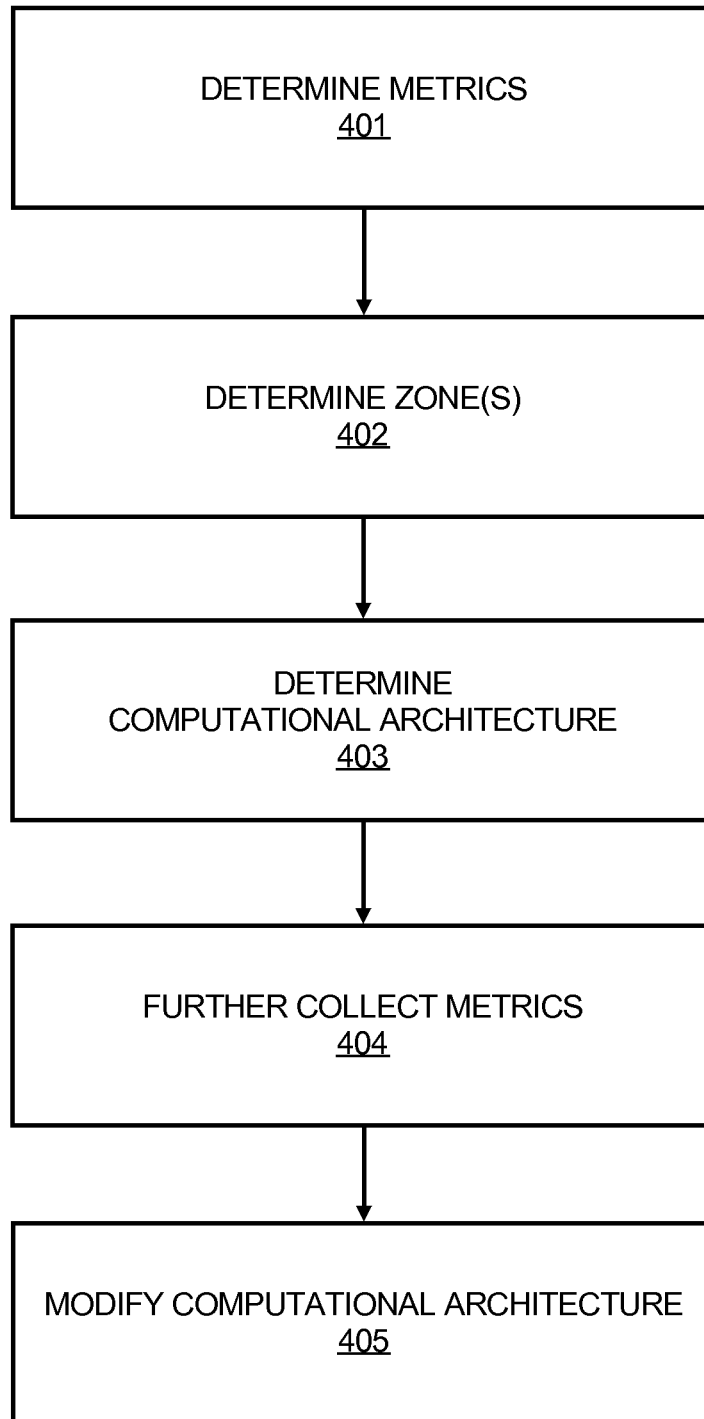 DETERMINE METRICS
401
DETERMINE ZONE(S)
402
DETERMINE
COMPUTATIONAL ARCHITECTURE
403
FURTHER COLLECT METRICS
404
MODIFY COMPUTATIONAL ARCHITECTURE
405